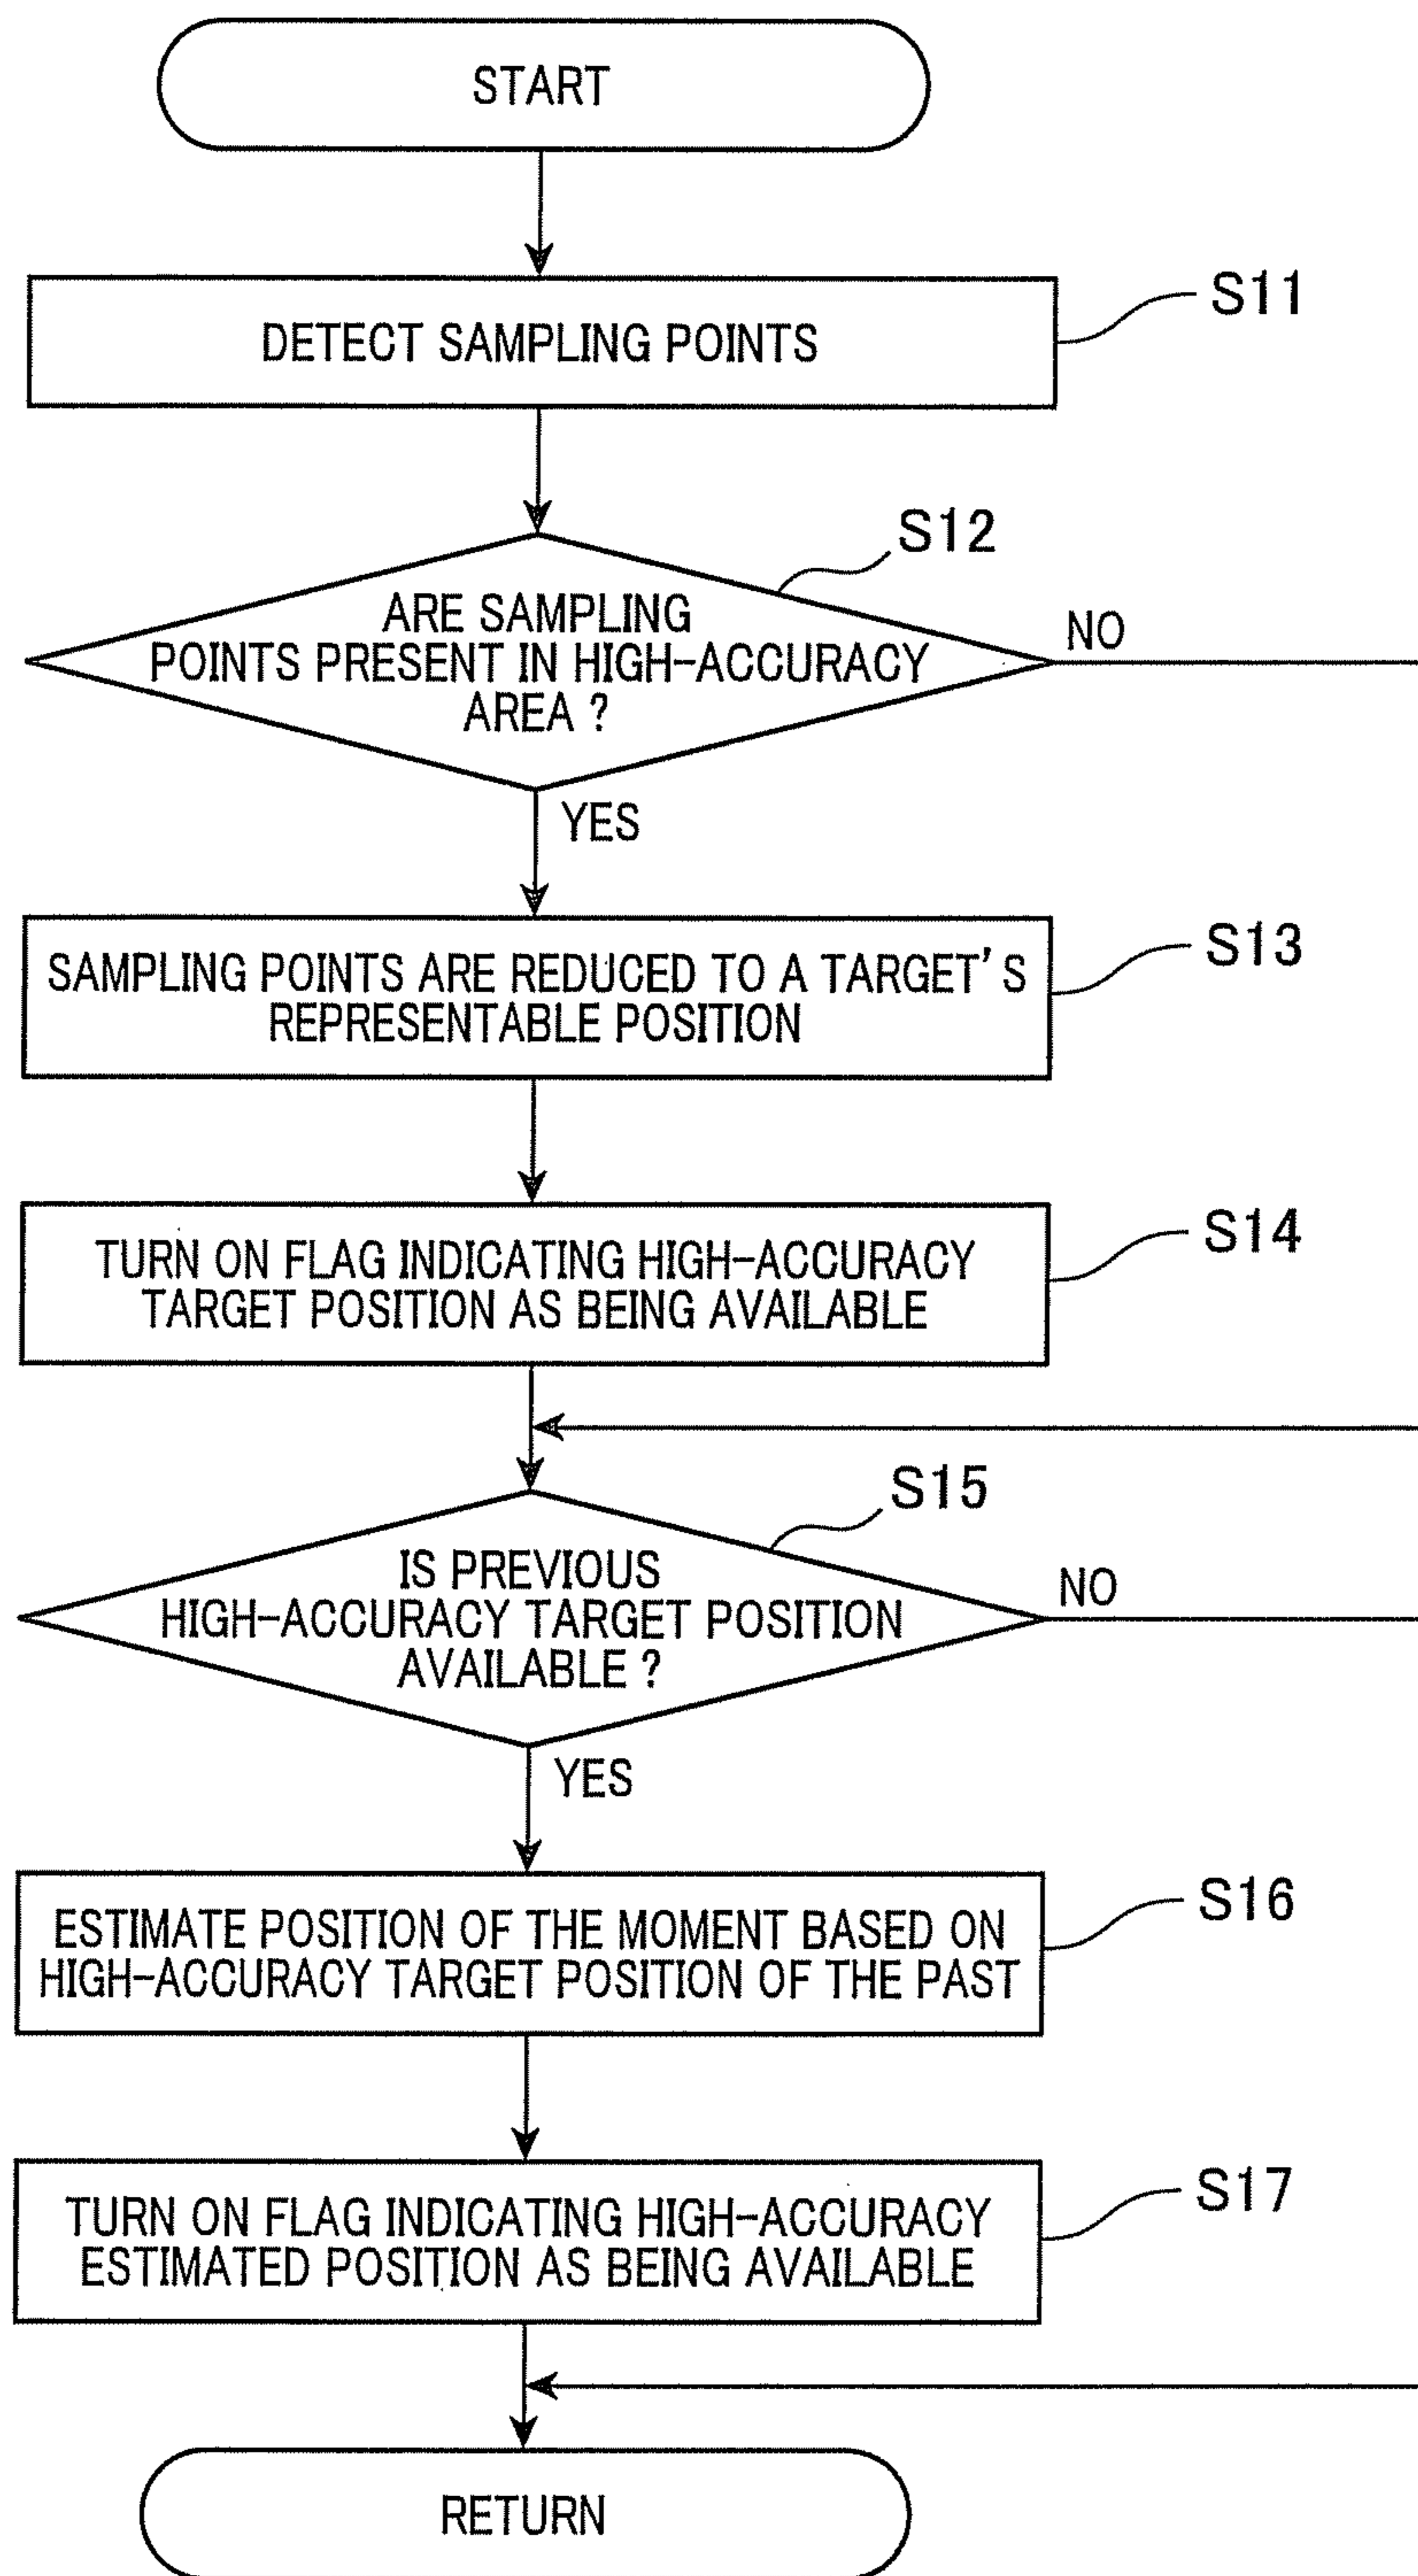 START
S11
DETECT SAMPLING POINTS
S12
ARE SAMPLING
POINTS PRESENT IN HIGH-ACCURACY
AREA ?
NO
YES
S13
SAMPLING POINTS ARE REDUCED TO A TARGET'S
REPRESENTABLE POSITION
S14
TURN ON FLAG INDICATING HIGH-ACCURACY
TARGET POSITION AS BEING AVAILABLE
S15
IS PREVIOUS
HIGH-ACCURACY TARGET POSITION
AVAILABLE ?
NO
YES
S16
ESTIMATE POSITION OF THE MOMENT BASED ON
HIGH-ACCURACY TARGET POSITION OF THE PAST
S17
TURN ON FLAG INDICATING HIGH-ACCURACY
ESTIMATED POSITION AS BEING AVAILABLE
RETURN